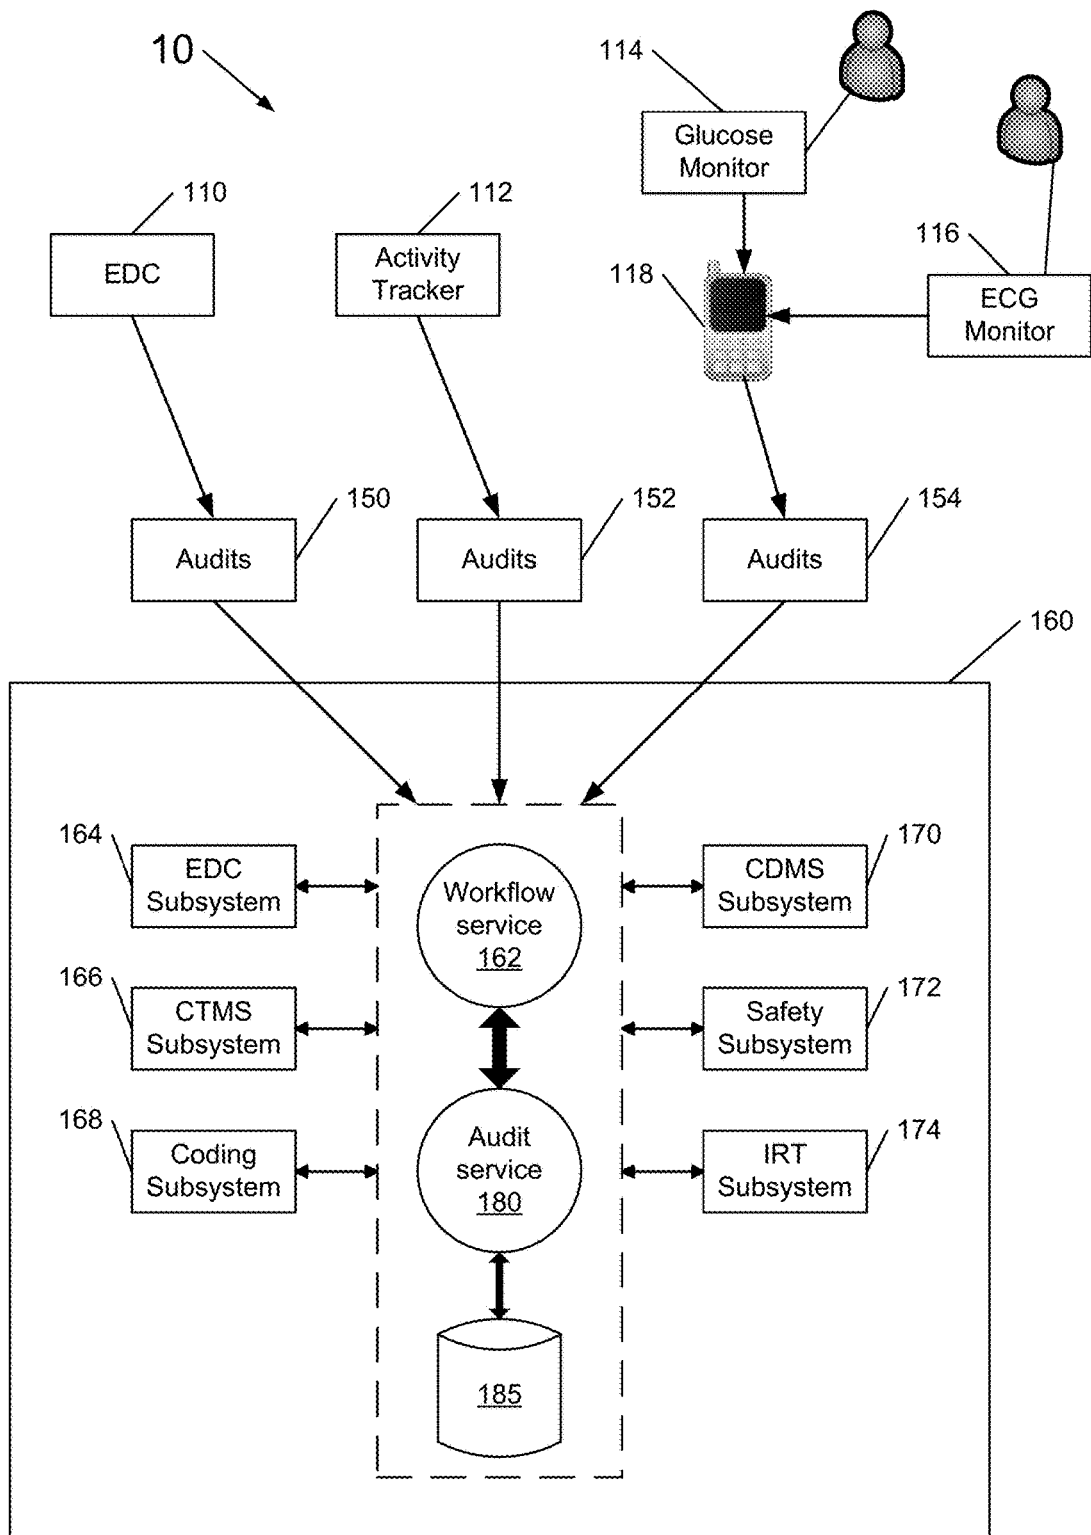 10
114
Glucose
Monitor
110
112
116
EDC
Activity
Tracker
118
ECG
Monitor
150
152
154
Audits
Audits
Audits
160
164
EDC
Subsystem
Workflow
service
162
CDMS
Subsystem
170
166
CTMS
Subsystem
Safety
Subsystem
172
168
Coding
Subsystem
Audit
service
180
IRT
Subsystem
174
185